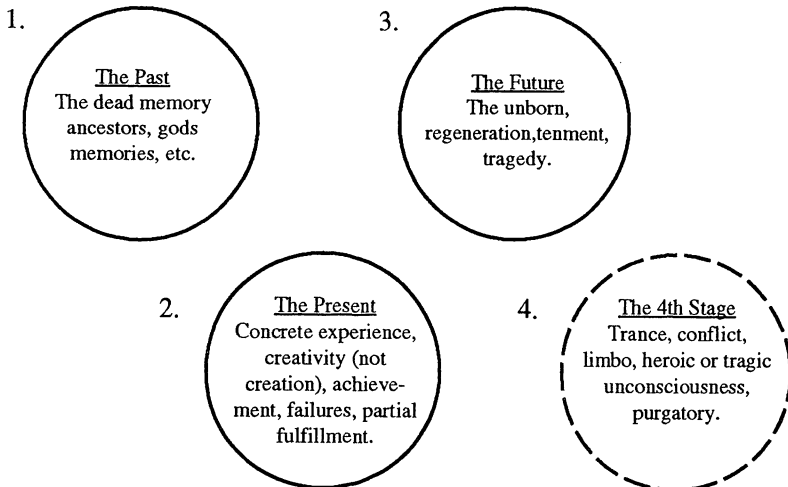 1.
The Past
The dead memory
ancestors, gods
memories, etc.
3.
The Future
The unborn,
regeneration,tenment,
tragedy.
2.
The Present
Concrete experience,
creativity (not
creation), achieve-
ment, failures, partial
fulfillment.
4.
The 4th Stage
Trance, conflict,
limbo, heroic or tragic
unconsciousness,
purgatory.